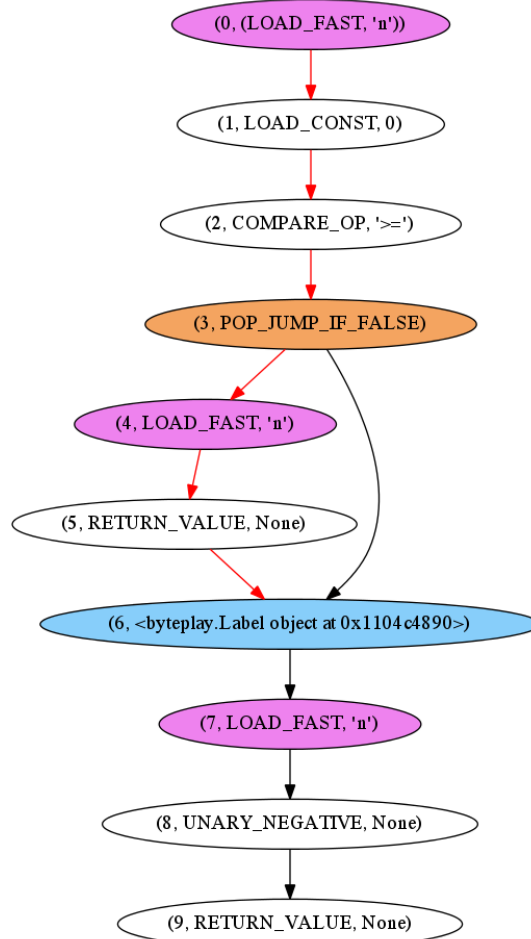 (0, (LOAD_FAST, 'n'))
(1, LOAD_CONST, 0)
(2, COMPARE_OP, '>=')
(3, POP_JUMP_IF_FALSE)
(4, LOAD_FAST, 'n')
(5, RETURN_VALUE, None)
(6, <byteplay.Label object at 0x1104c4890>)
(7, LOAD_FAST, 'n')
(8, UNARY_NEGATIVE, None)
(9, RETURN_VALUE, None)